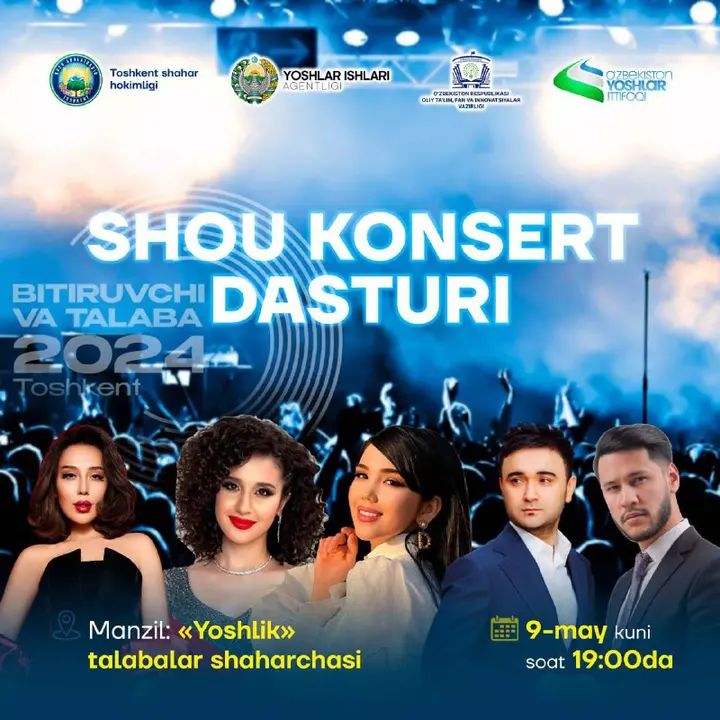 Toshkent shahar
hokimligi
YOSHLAR ISHLARI
AGENTLIGI
O'ZBEKISTON RESPUBLIKASI
OLIY TA'LIM, FAN VA INNOVATSIYALAR
VAZIRLIGI
O'ZBEKISTON
YOSHLAR
ITTIFOQI
SHOU KONSERT
DASTURI
BITIRUVCHI
VA TALABA
2024
Toshkent
Manzil: «Yoshlik»
talabalar shaharchasi
9-may kuni
soat 19:00da